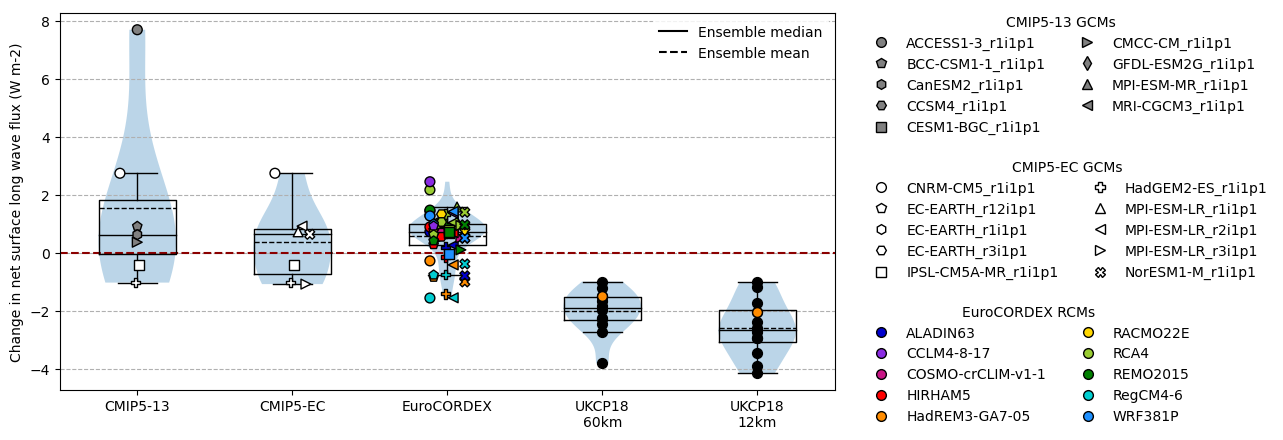 Change in net surface long wave flux (W m-2)
8
6
4
2
0
−2
−4
Ensemble median
Ensemble mean
CMIP5-13
CMIP5-EC
EuroCORDEX
UKCP18
60km
UKCP18
12km
CMIP5-13 GCMs
ACCESS1-3_r1i1p1
BCC-CSM1-1_r1i1p1
CanESM2_r1i1p1
CCSM4_r1i1p1
CESM1-BGC_r1i1p1
CMCC-CM_r1i1p1
GFDL-ESM2G_r1i1p1
MPI-ESM-MR_r1i1p1
MRI-CGCM3_r1i1p1
CMIP5-EC GCMs
CNRM-CM5_r1i1p1
EC-EARTH_r12i1p1
EC-EARTH_r1i1p1
EC-EARTH_r3i1p1
IPSL-CM5A-MR_r1i1p1
HadGEM2-ES_r1i1p1
MPI-ESM-LR_r1i1p1
MPI-ESM-LR_r2i1p1
MPI-ESM-LR_r3i1p1
NorESM1-M_r1i1p1
EuroCORDEX RCMs
ALADIN63
CCLM4-8-17
COSMO-crCLIM-v1-1
HIRHAM5
HadREM3-GA7-05
RACMO22E
RCA4
REMO2015
RegCM4-6
WRF381P